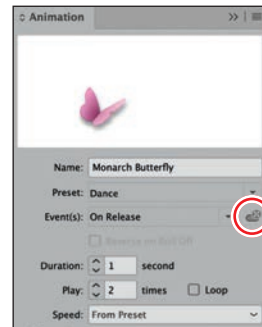 Animation
Name: Monarch Butterfly
Preset: Dance
Event(s): On Release
Reverse on Roll Off
Duration: 1 second
Play: 2 times Loop
Speed: From Preset